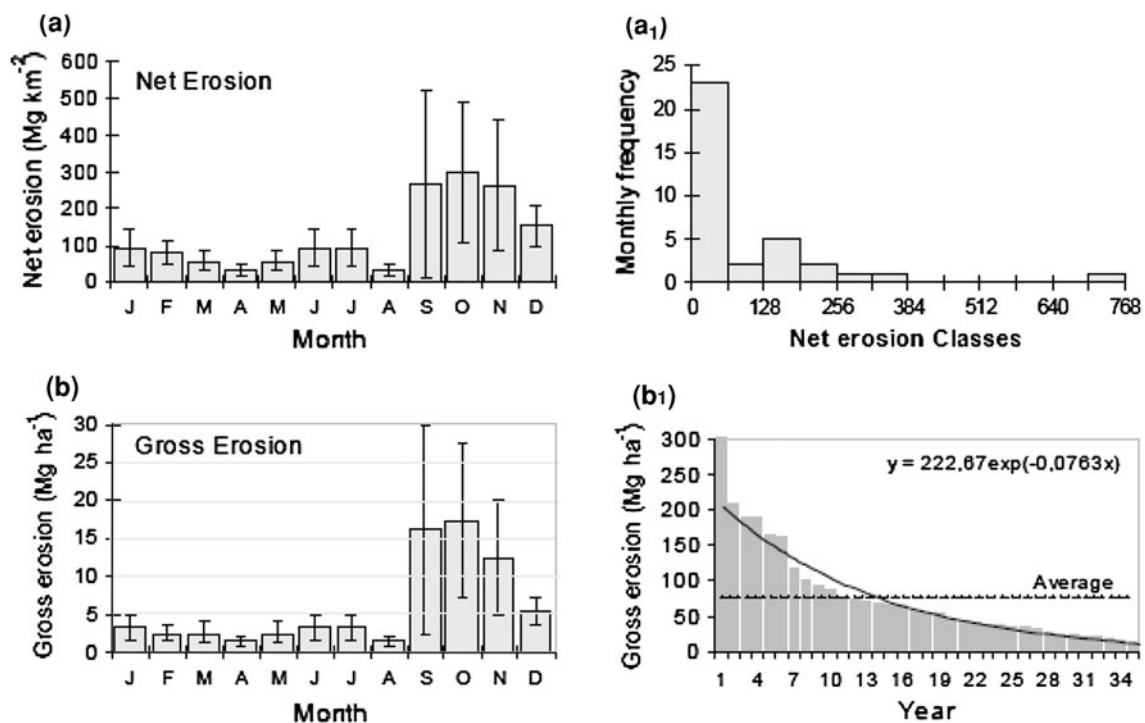 (a)
Net Erosion
Net erosion (Mg km-2)
600
500
400
300
200
100
0
J F M A M J J A S O N D
Month
(a1)
Monthly frequency
25
20
15
10
5
0
0 128 256 384 512 640 768
Net erosion Classes
(b)
Gross Erosion
Gross erosion (Mg ha-1)
30
25
20
15
10
5
0
J F M A M J J A S O N D
Month
(b1)
y = 222,67exp(-0,0763x)
Average
Gross erosion (Mg ha-1)
300
250
200
150
100
50
0
1 4 7 10 13 16 19 22 25 28 31 34
Year